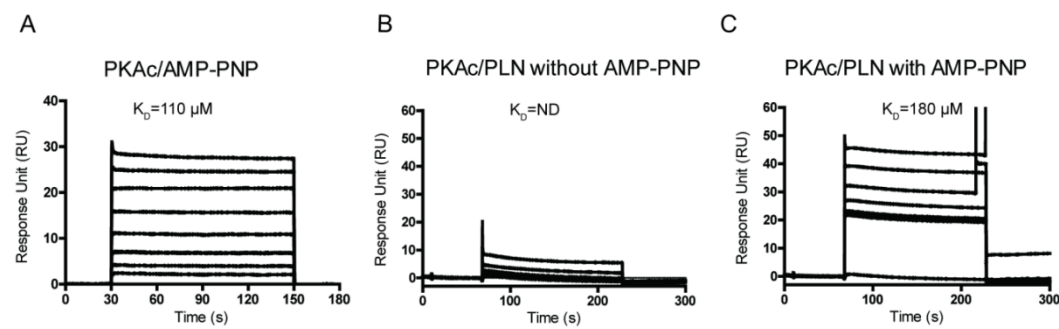 A
PKAc/AMP-PNP
K_D=110 µM
Response Unit (RU)
40
30
20
10
0
0 30 60 90 120 150 180
Time (s)
B
PKAc/PLN without AMP-PNP
K_D=ND
Response Unit (RU)
60
50
40
30
20
10
0
0 100 200 300
Time (s)
C
PKAc/PLN with AMP-PNP
K_D=180 µM
Response Unit (RU)
60
50
40
30
20
10
0
0 100 200 300
Time (s)